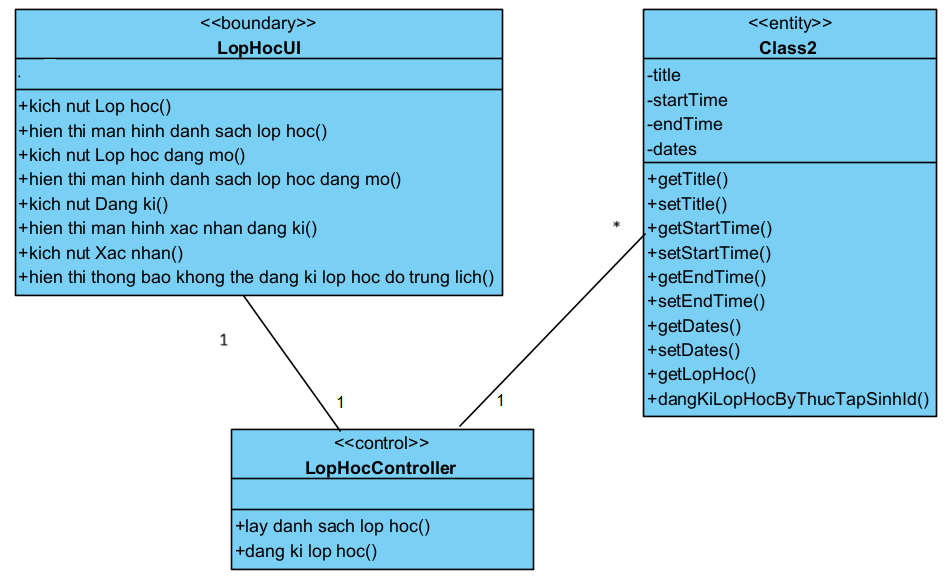 <<boundary>>
LopHocUI
.
+kich nut Lop hoc()
+hien thi man hinh danh sach lop hoc()
+kich nut Lop hoc dang mo()
+hien thi man hinh danh sach lop hoc dang mo()
+kich nut Dang ki()
+hien thi man hinh xac nhan dang ki()
+kich nut Xac nhan()
+hien thi thong bao khong the dang ki lop hoc do trung lich()
<<entity>>
Class2
-title
-startTime
-endTime
-dates
+getTitle()
+setTitle()
+getStartTime()
+setStartTime()
+getEndTime()
+setEndTime()
+getDates()
+setDates()
+getLopHoc()
+dangKiLopHocByThucTapSinhId()
*
1
1
1
<<control>>
LopHocController
+lay danh sach lop hoc()
+dang ki lop hoc()